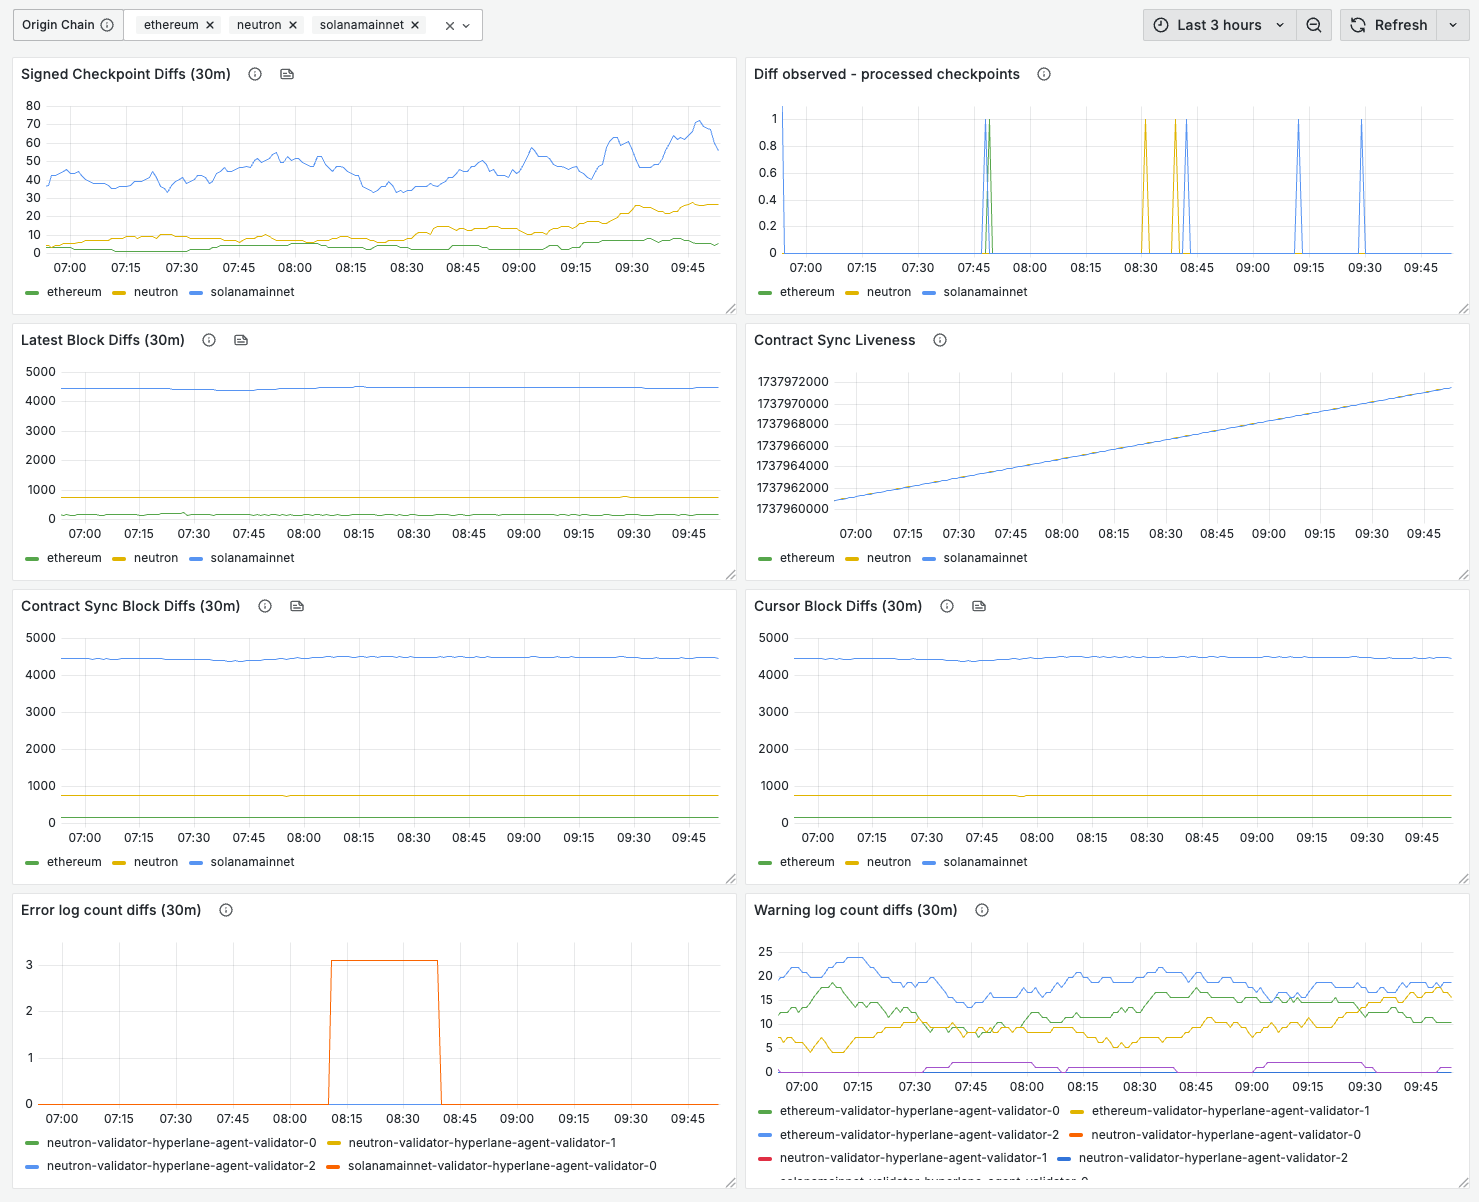 Origin Chain ethereum neutron solanamainnet Last 3 hours Refresh
Signed Checkpoint Diffs (30m)
80
70
60
50
40
30
20
10
0
07:00 07:15 07:30 07:45 08:00 08:15 08:30 08:45 09:00 09:15 09:30 09:45
ethereum neutron solanamainnet
Diff observed - processed checkpoints
1
0.8
0.6
0.4
0.2
0
07:00 07:15 07:30 07:45 08:00 08:15 08:30 08:45 09:00 09:15 09:30 09:45
ethereum neutron solanamainnet
Latest Block Diffs (30m)
5000
4000
3000
2000
1000
0
07:00 07:15 07:30 07:45 08:00 08:15 08:30 08:45 09:00 09:15 09:30 09:45
ethereum neutron solanamainnet
Contract Sync Liveness
1737972000
1737970000
1737968000
1737966000
1737964000
1737962000
1737960000
07:00 07:15 07:30 07:45 08:00 08:15 08:30 08:45 09:00 09:15 09:30 09:45
ethereum neutron solanamainnet
Contract Sync Block Diffs (30m)
5000
4000
3000
2000
1000
0
07:00 07:15 07:30 07:45 08:00 08:15 08:30 08:45 09:00 09:15 09:30 09:45
ethereum neutron solanamainnet
Cursor Block Diffs (30m)
5000
4000
3000
2000
1000
0
07:00 07:15 07:30 07:45 08:00 08:15 08:30 08:45 09:00 09:15 09:30 09:45
ethereum neutron solanamainnet
Error log count diffs (30m)
3
2
1
0
07:00 07:15 07:30 07:45 08:00 08:15 08:30 08:45 09:00 09:15 09:30 09:45
neutron-validator-hyperlane-agent-validator-0 neutron-validator-hyperlane-agent-validator-1
neutron-validator-hyperlane-agent-validator-2 solanamainnet-validator-hyperlane-agent-validator-0
Warning log count diffs (30m)
25
20
15
10
5
0
07:00 07:15 07:30 07:45 08:00 08:15 08:30 08:45 09:00 09:15 09:30 09:45
ethereum-validator-hyperlane-agent-validator-0 ethereum-validator-hyperlane-agent-validator-1
ethereum-validator-hyperlane-agent-validator-2 neutron-validator-hyperlane-agent-validator-0
neutron-validator-hyperlane-agent-validator-1 neutron-validator-hyperlane-agent-validator-2